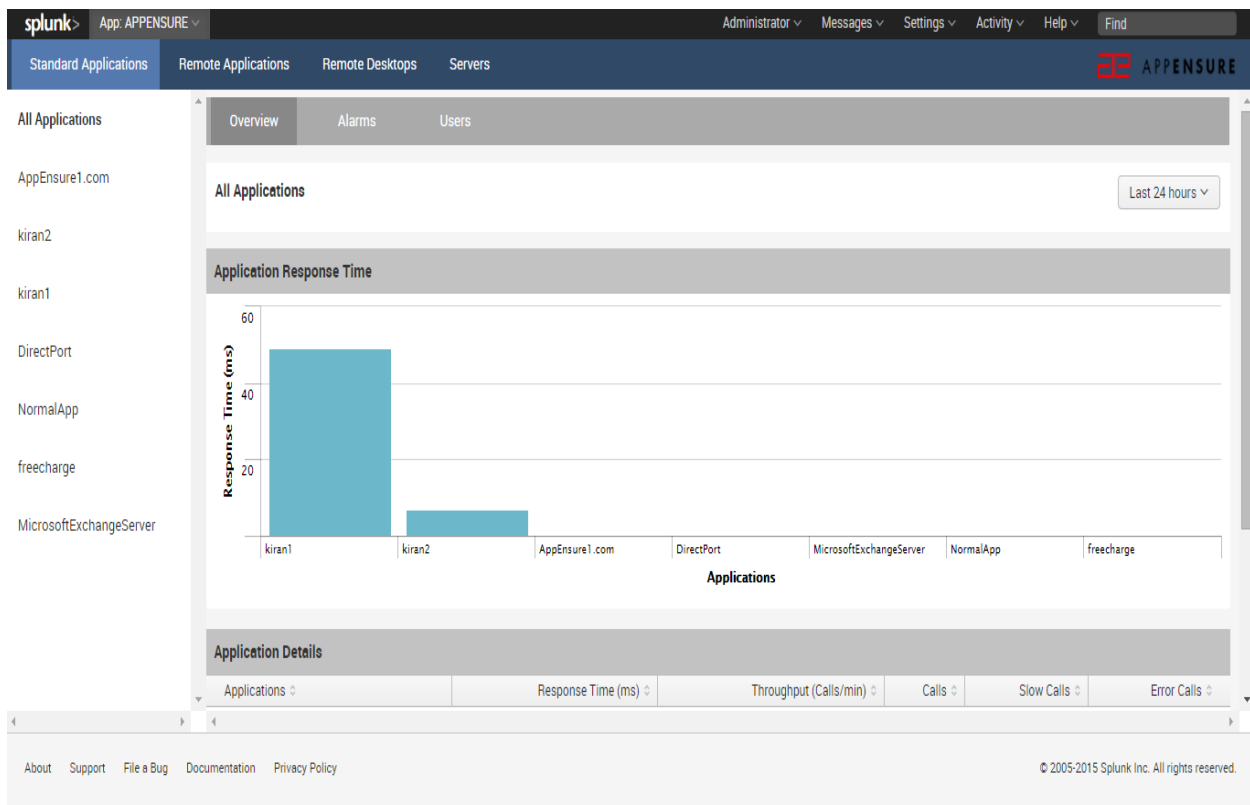 splunk> App: APPENSURE Administrator Messages Settings Activity Help Find
Standard Applications Remote Applications Remote Desktops Servers APPENSURE
All Applications
AppEnsure1.com
kiran2
kiran1
DirectPort
NormalApp
freecharge
MicrosoftExchangeServer
Overview Alarms Users
All Applications Last 24 hours
Application Response Time
Response Time (ms)
60
40
20
kiran1 kiran2 AppEnsure1.com DirectPort MicrosoftExchangeServer NormalApp freecharge
Applications
Application Details
Applications Response Time (ms) Throughput (Calls/min) Calls Slow Calls Error Calls
About Support File a Bug Documentation Privacy Policy © 2005-2015 Splunk Inc. All rights reserved.